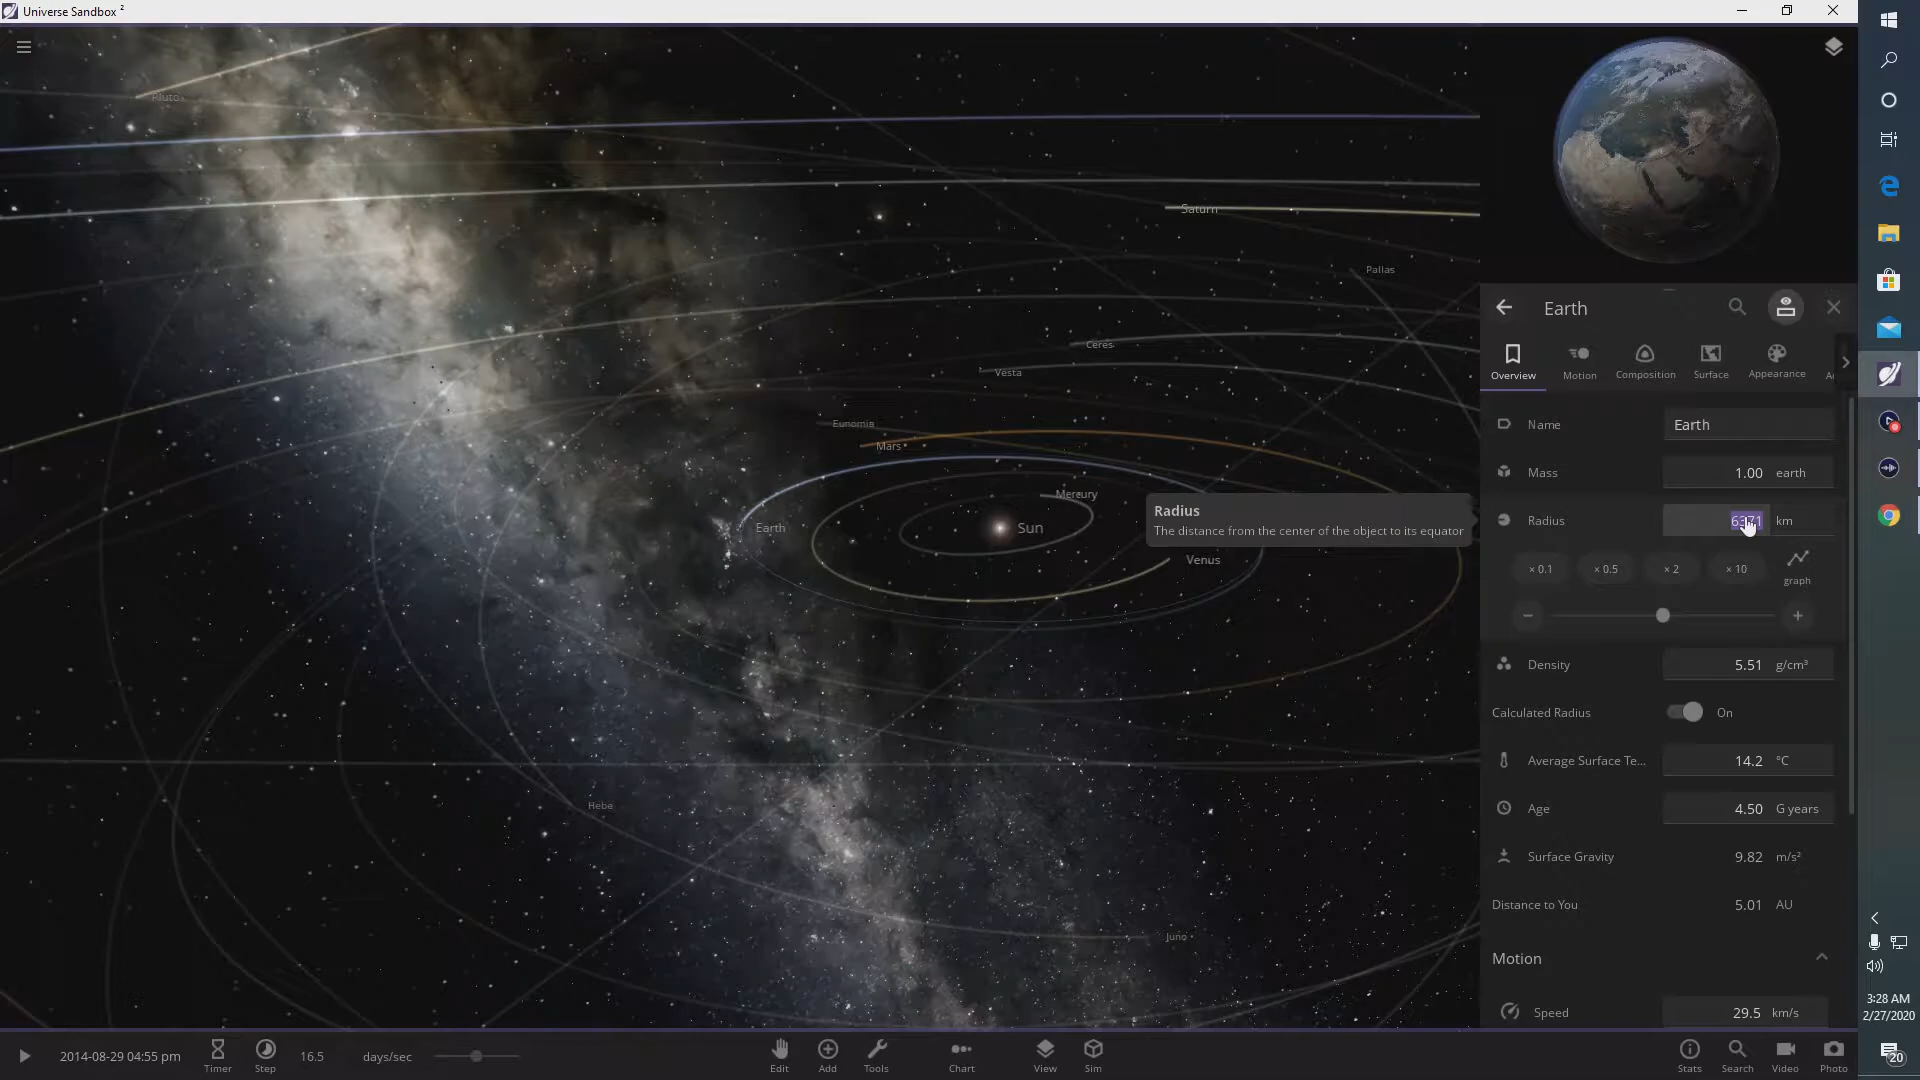 Universe Sandbox ²
Pluto
Saturn
Pallas
Ceres
Vesta
Eunomia
Mars
Mercury
Earth
Sun
Venus
Hebe
Juno
Radius
The distance from the center of the object to its equator
Earth
Overview
Motion
Composition
Surface
Appearance
Name Earth
Mass 1.00 earth
Radius 6371 km
× 0.1 × 0.5 × 2 × 10 graph
Density 5.51 g/cm³
Calculated Radius On
Average Surface Te... 14.2 °C
Age 4.50 G years
Surface Gravity 9.82 m/s²
Distance to You 5.01 AU
Motion
Speed 29.5 km/s
2014-08-29 04:55 pm
Timer
Step
16.5 days/sec
Edit
Add
Tools
Chart
View
Sim
Stats
Search
Video
Photo
3:28 AM
2/27/2020
20